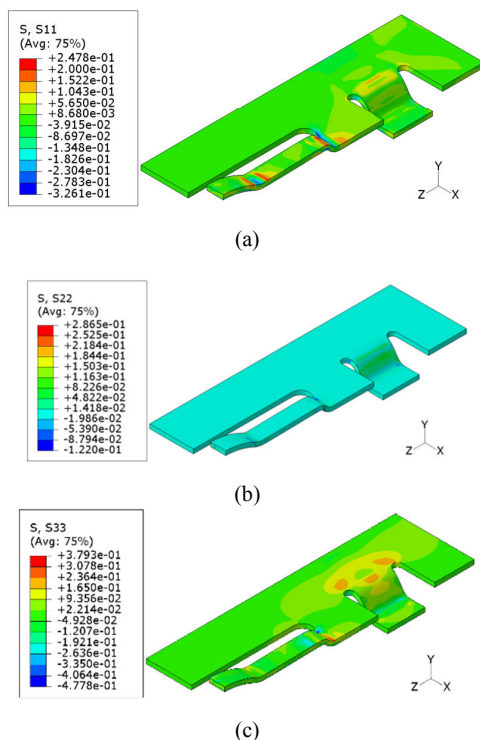 S, S11
(Avg: 75%)
+2.478e-01
+2.000e-01
+1.522e-01
+1.043e-01
+5.650e-02
+8.680e-03
-3.915e-02
-8.697e-02
-1.348e-01
-1.826e-01
-2.304e-01
-2.783e-01
-3.261e-01
Y
Z
X
(a)
S, S22
(Avg: 75%)
+2.865e-01
+2.525e-01
+2.184e-01
+1.844e-01
+1.503e-01
+1.163e-01
+8.226e-02
+4.822e-02
+1.418e-02
-1.986e-02
-5.390e-02
-8.794e-02
-1.220e-01
Y
Z
X
(b)
S, S33
(Avg: 75%)
+3.793e-01
+3.078e-01
+2.364e-01
+1.650e-01
+9.356e-02
+2.214e-02
-4.928e-02
-1.207e-01
-1.921e-01
-2.636e-01
-3.350e-01
-4.064e-01
-4.778e-01
Y
Z
X
(c)